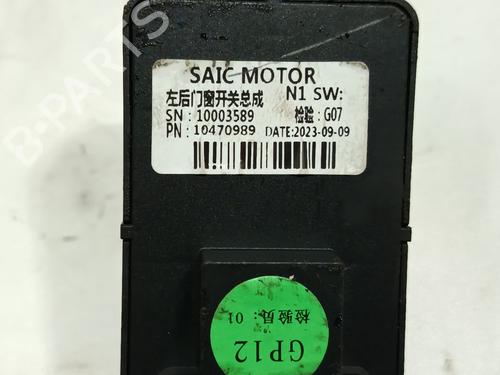 SAIC MOTOR
左后门窗开关总成 N1 SW:
SN：10003589 检验：G07
PN：10470989 DATE:2023-09-09
检验员：01
GP12
B PARTS